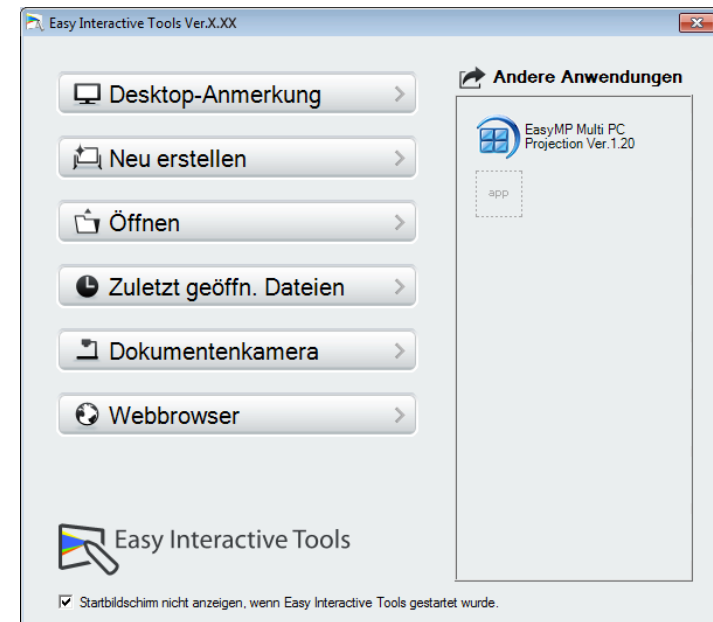 Easy Interactive Tools Ver.X.XX
Desktop-Anmerkung
Neu erstellen
Öffnen
Zuletzt geöffn. Dateien
Dokumentenkamera
Webbrowser
Andere Anwendungen
EasyMP Multi PC
Projection Ver.1.20
app
Easy Interactive Tools
Startbildschirm nicht anzeigen, wenn Easy Interactive Tools gestartet wurde.